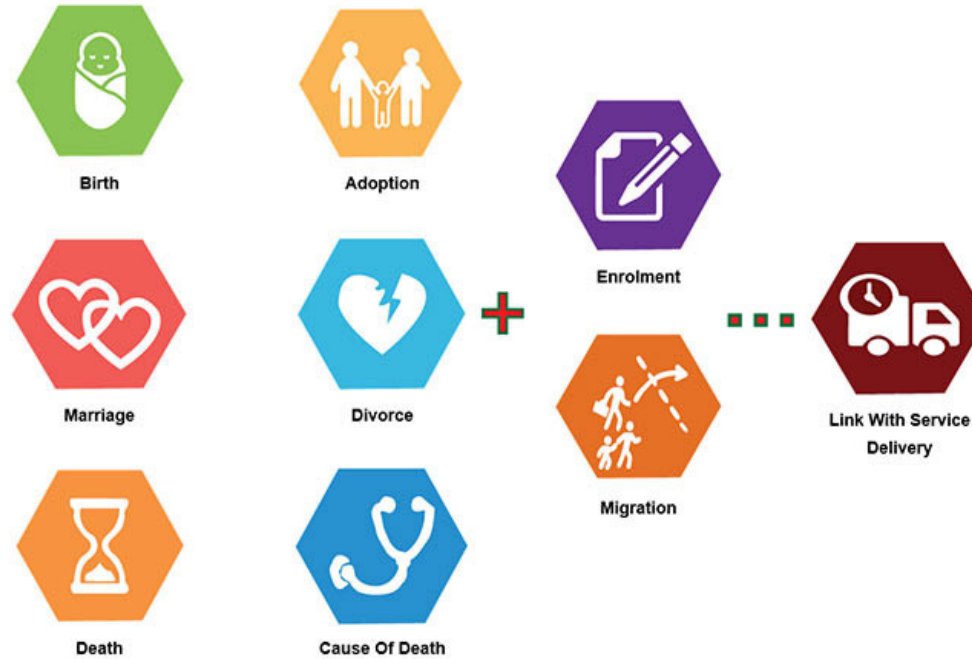 Birth
Adoption
Enrolment
Marriage
Divorce
Migration
Link With Service
Delivery
Death
Cause Of Death